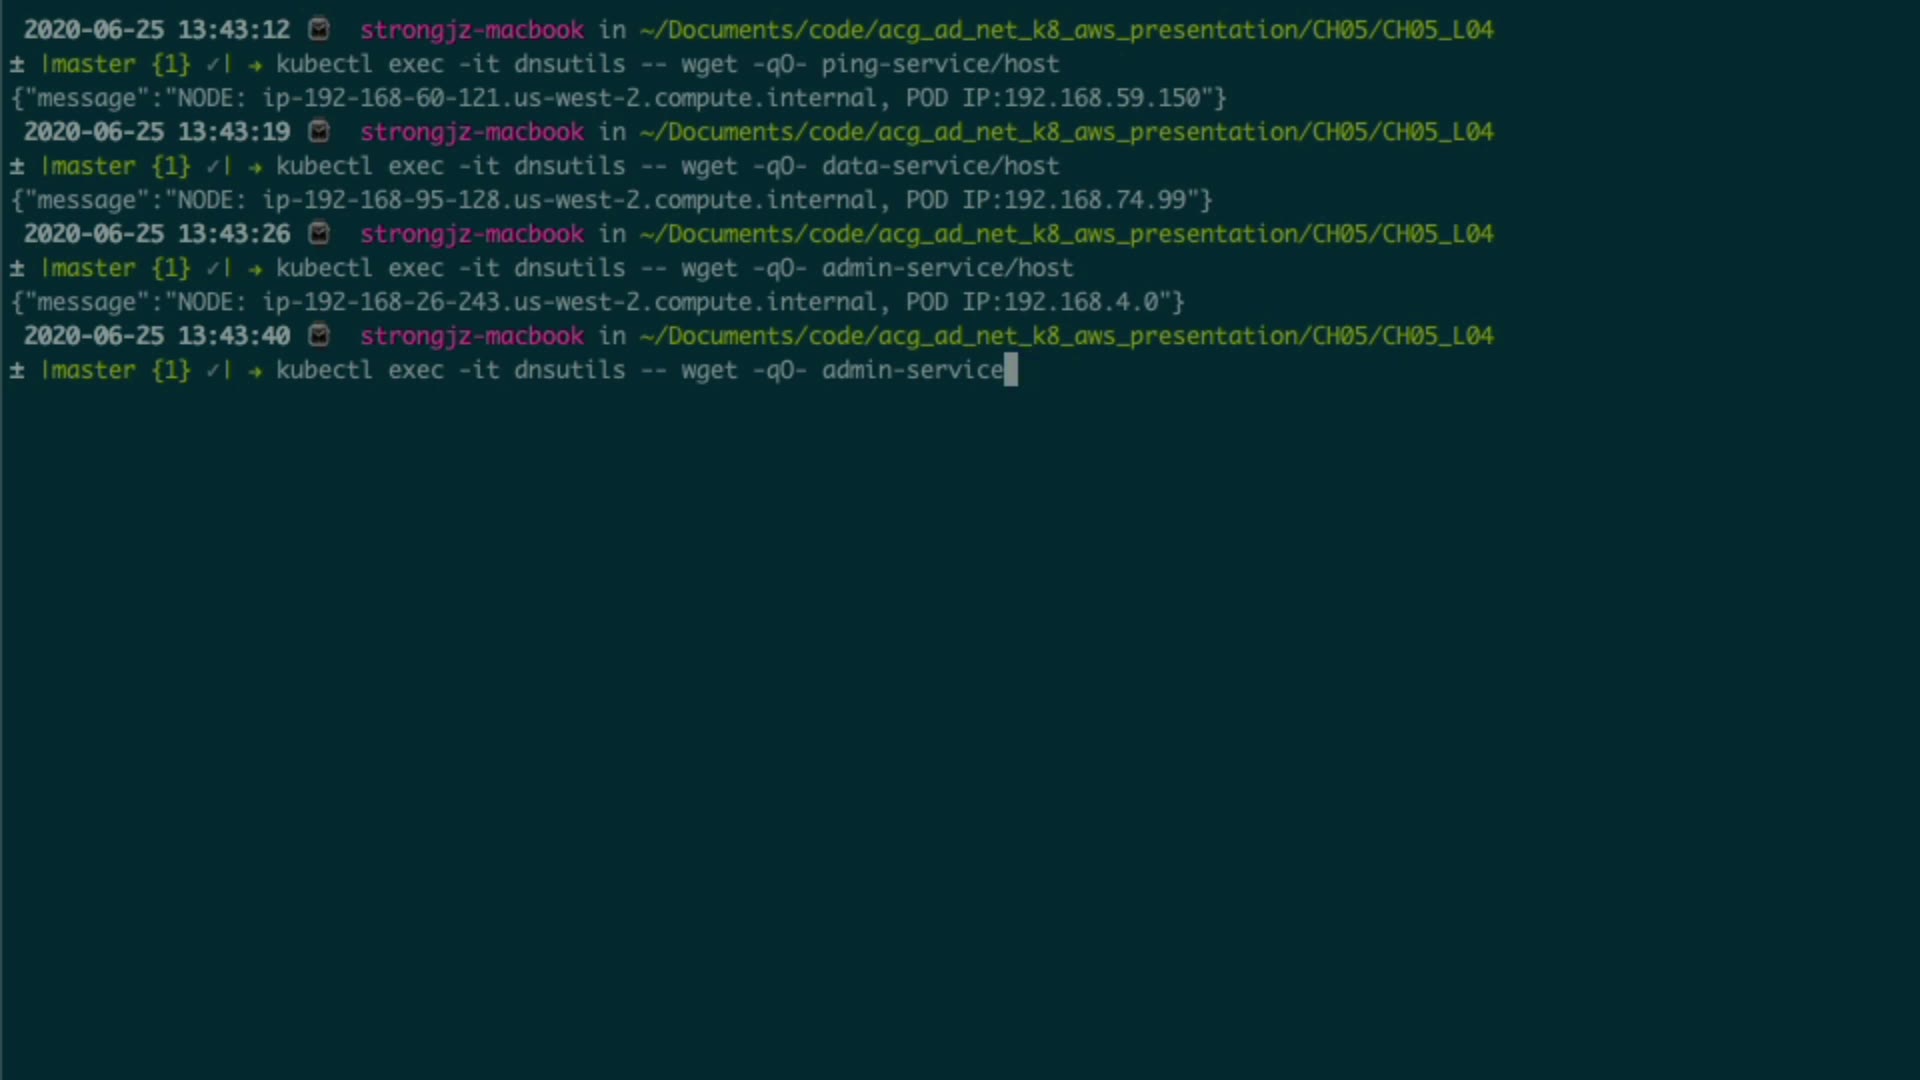 2020-06-25 13:43:12 strongjz-macbook in ~/Documents/code/acg_ad_net_k8_aws_presentation/CH05/CH05_L04
± |master {1} ✓| → kubectl exec -it dnsutils -- wget -qO- ping-service/host
{"message":"NODE: ip-192-168-60-121.us-west-2.compute.internal, POD IP:192.168.59.150"}
2020-06-25 13:43:19 strongjz-macbook in ~/Documents/code/acg_ad_net_k8_aws_presentation/CH05/CH05_L04
± |master {1} ✓| → kubectl exec -it dnsutils -- wget -qO- data-service/host
{"message":"NODE: ip-192-168-95-128.us-west-2.compute.internal, POD IP:192.168.74.99"}
2020-06-25 13:43:26 strongjz-macbook in ~/Documents/code/acg_ad_net_k8_aws_presentation/CH05/CH05_L04
± |master {1} ✓| → kubectl exec -it dnsutils -- wget -qO- admin-service/host
{"message":"NODE: ip-192-168-26-243.us-west-2.compute.internal, POD IP:192.168.4.0"}
2020-06-25 13:43:40 strongjz-macbook in ~/Documents/code/acg_ad_net_k8_aws_presentation/CH05/CH05_L04
± |master {1} ✓| → kubectl exec -it dnsutils -- wget -qO- admin-service